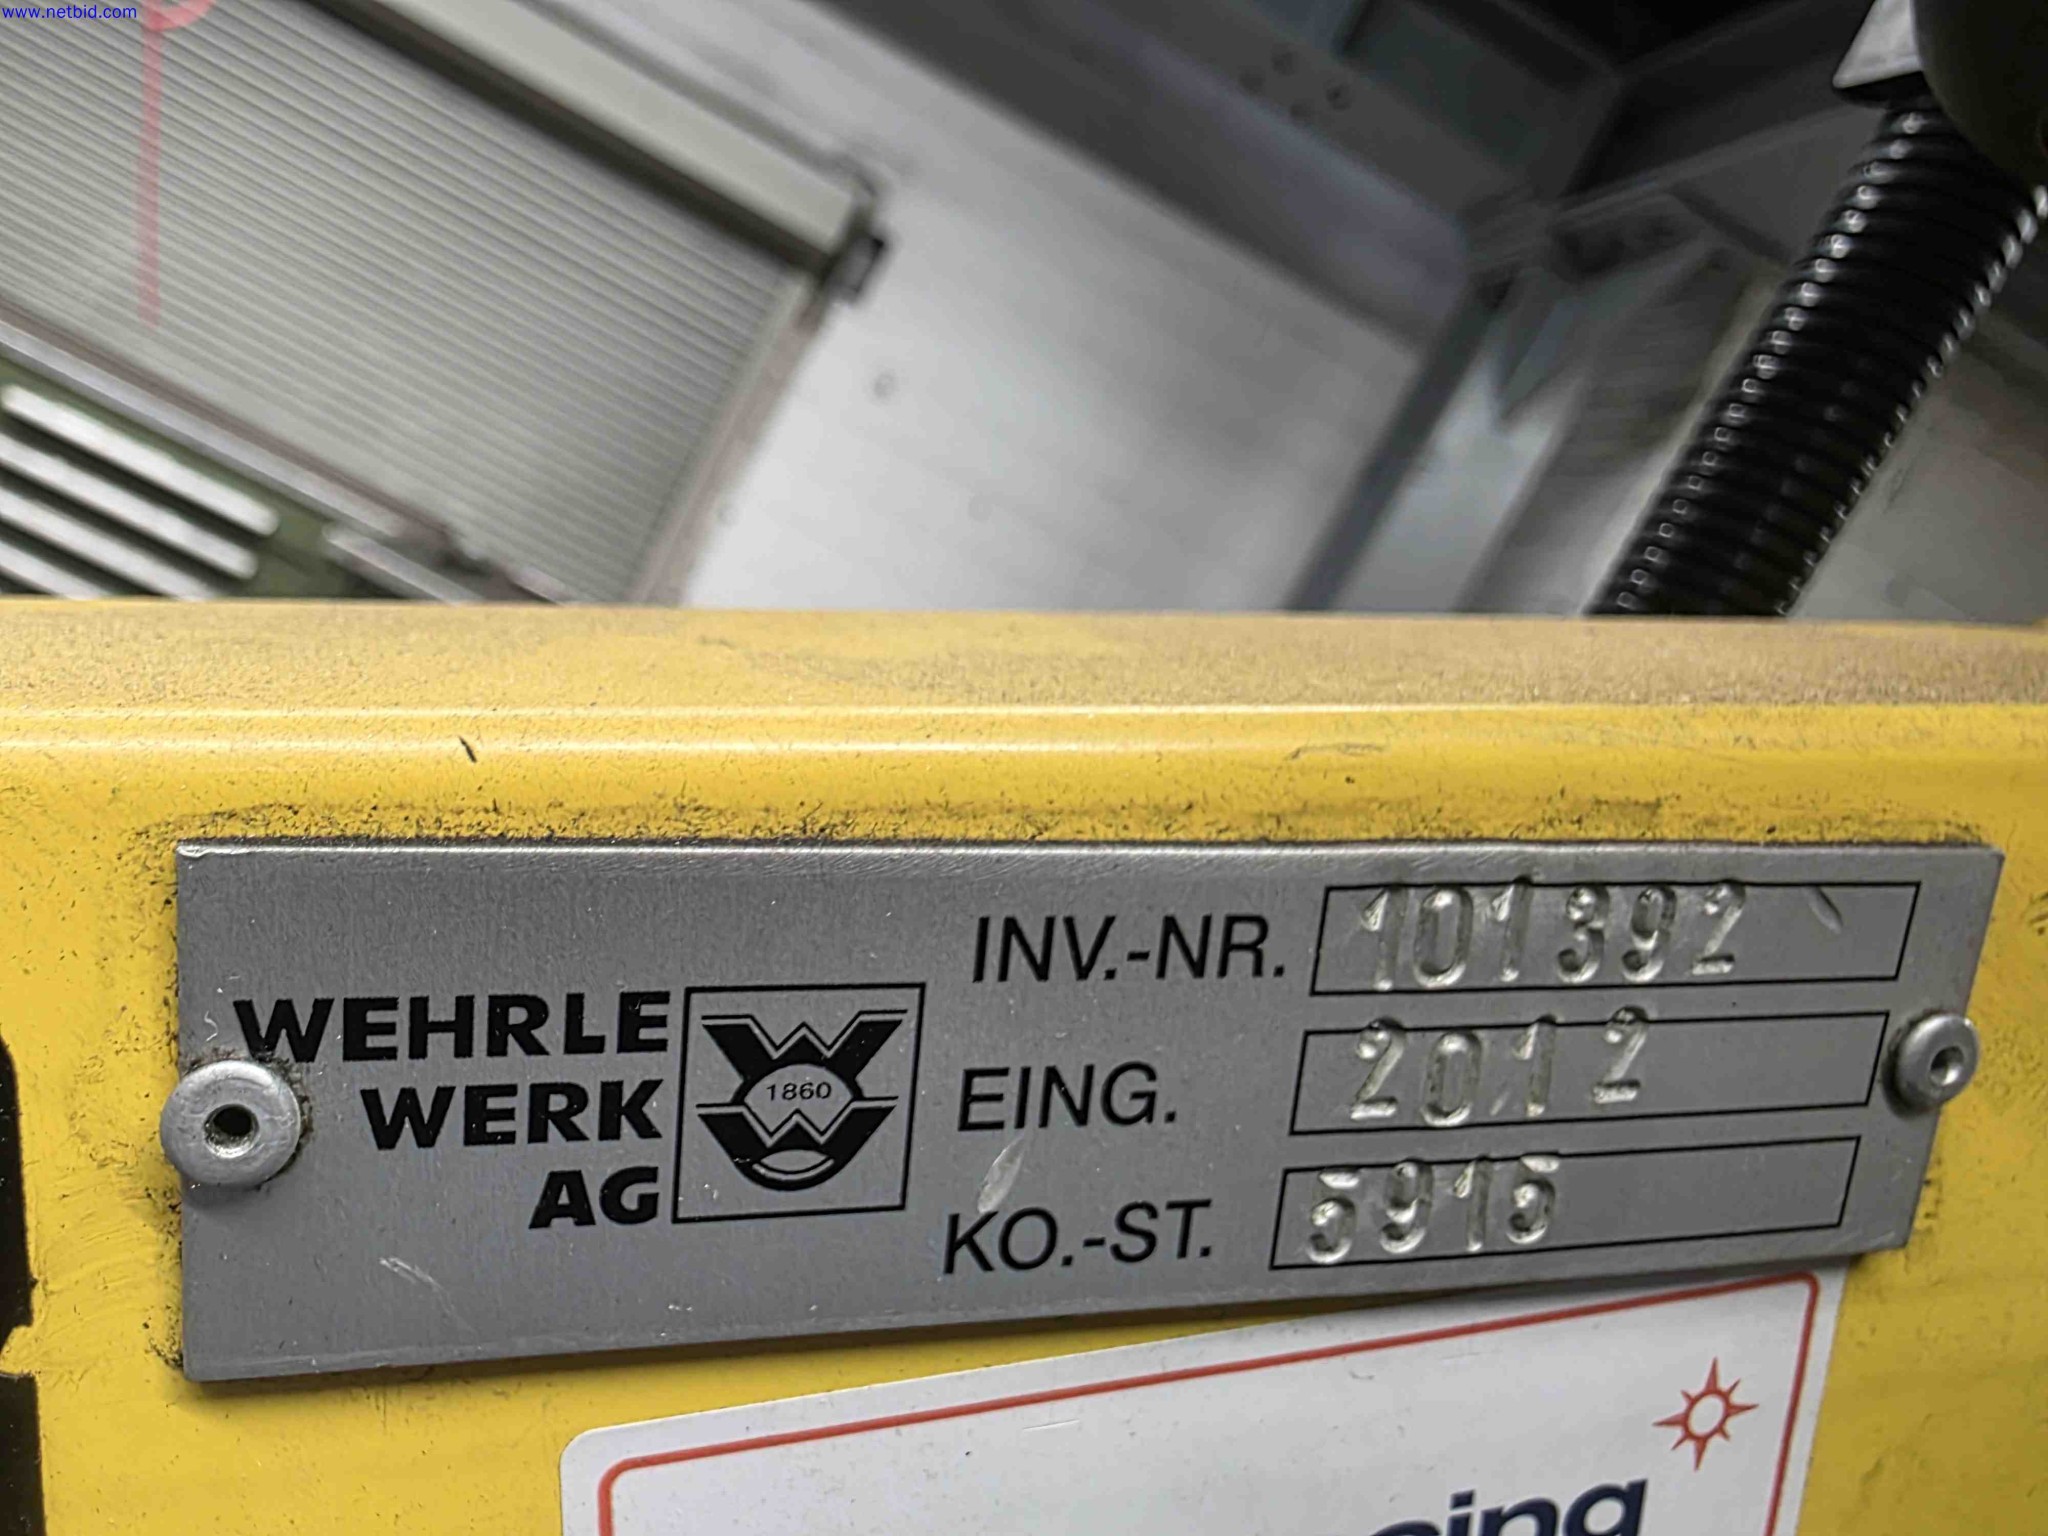 www.netbid.com
WEHRLE
WERK
AG
1860
INV.-NR. 101392
EING. 2012
KO.-ST. 5915